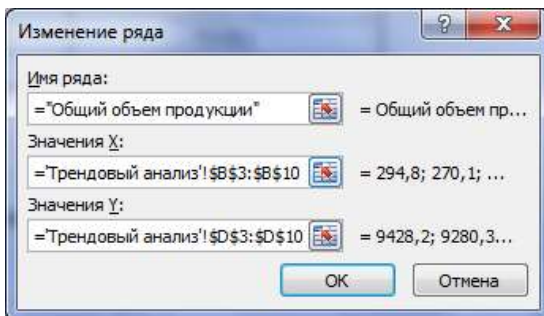 Изменение ряда
Имя ряда:
="Общий объем продукции" = Общий объем пр...
Значения X:
='Трендовый анализ'!$B$3:$B$10 = 294,8; 270,1; ...
Значения Y:
='Трендовый анализ'!$D$3:$D$10 = 9428,2; 9280,3...
ОК Отмена